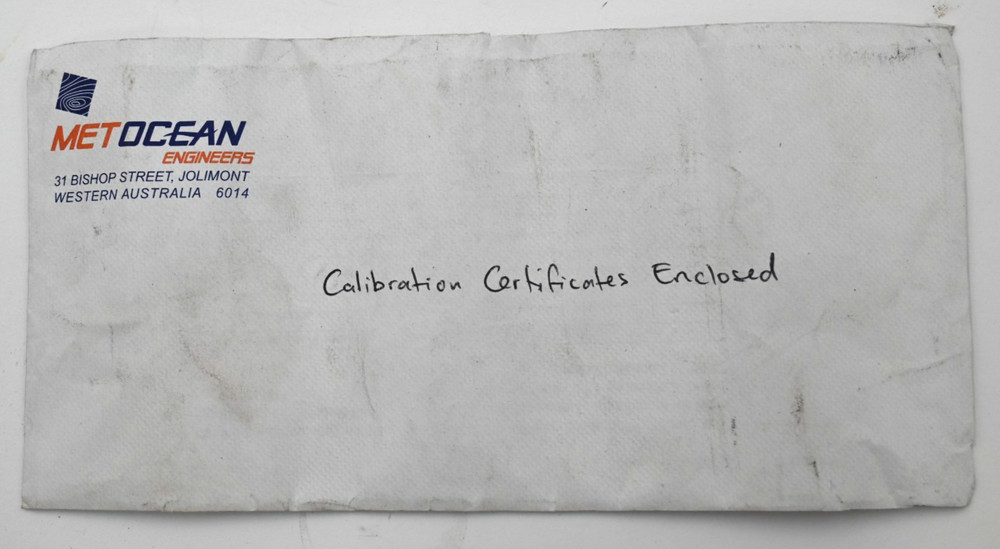 METOCEAN
ENGINEERS
31 BISHOP STREET, JOLIMONT
WESTERN AUSTRALIA 6014
Calibration Certificates Enclosed